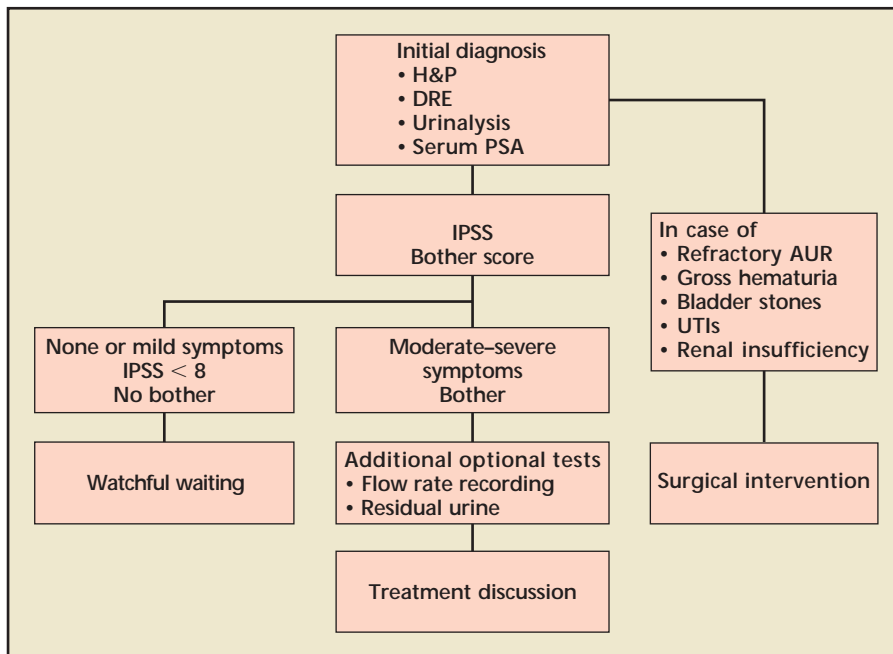 Initial diagnosis
• H&P
• DRE
• Urinalysis
• Serum PSA
IPSS
Bother score
In case of
• Refractory AUR
• Gross hematuria
• Bladder stones
• UTIs
• Renal insufficiency
None or mild symptoms
IPSS < 8
No bother
Moderate–severe
symptoms
Bother
Watchful waiting
Additional optional tests
• Flow rate recording
• Residual urine
Surgical intervention
Treatment discussion